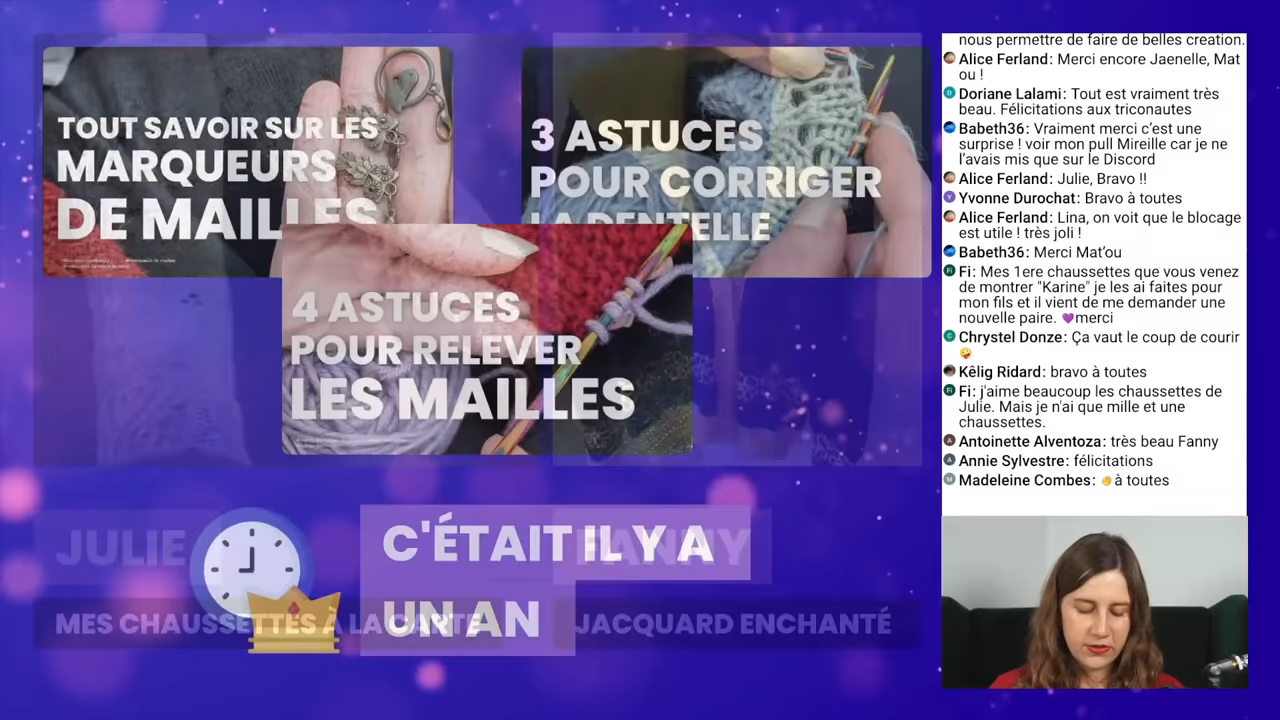 TOUT SAVOIR SUR LES
MARQUEURS
DE MAILLES
3 ASTUCES
POUR CORRIGER
LA DENTELLE
4 ASTUCES
POUR RELEVER
LES MAILLES
C'ÉTAIT IL Y A
UN AN
JULIE
FANNY
MES CHAUSSETTES À LA CARTE
JACQUARD ENCHANTÉ
nous permettre de faire de belles creation.
Alice Ferland: Merci encore Jaenelle, Mat
ou !
Doriane Lalami: Tout est vraiment très
beau. Félicitations aux triconautes
Babeth36: Vraiment merci c’est une
surprise ! voir mon pull Mireille car je ne
l’avais mis que sur le Discord
Alice Ferland: Julie, Bravo !!
Yvonne Durochat: Bravo à toutes
Alice Ferland: Lina, on voit que le blocage
est utile ! très joli !
Babeth36: Merci Mat’ou
Fi: Mes 1ere chaussettes que vous venez
de montrer "Karine" je les ai faites pour
mon fils et il vient de me demander une
nouvelle paire. 💜merci
Chrystel Donze: Ça vaut le coup de courir
🤪
Kêlig Ridard: bravo à toutes
Fi: j'aime beaucoup les chaussettes de
Julie. Mais je n'ai que mille et une
chaussettes.
Antoinette Alventoza: très beau Fanny
Annie Sylvestre: félicitations
Madeleine Combes: 👏à toutes